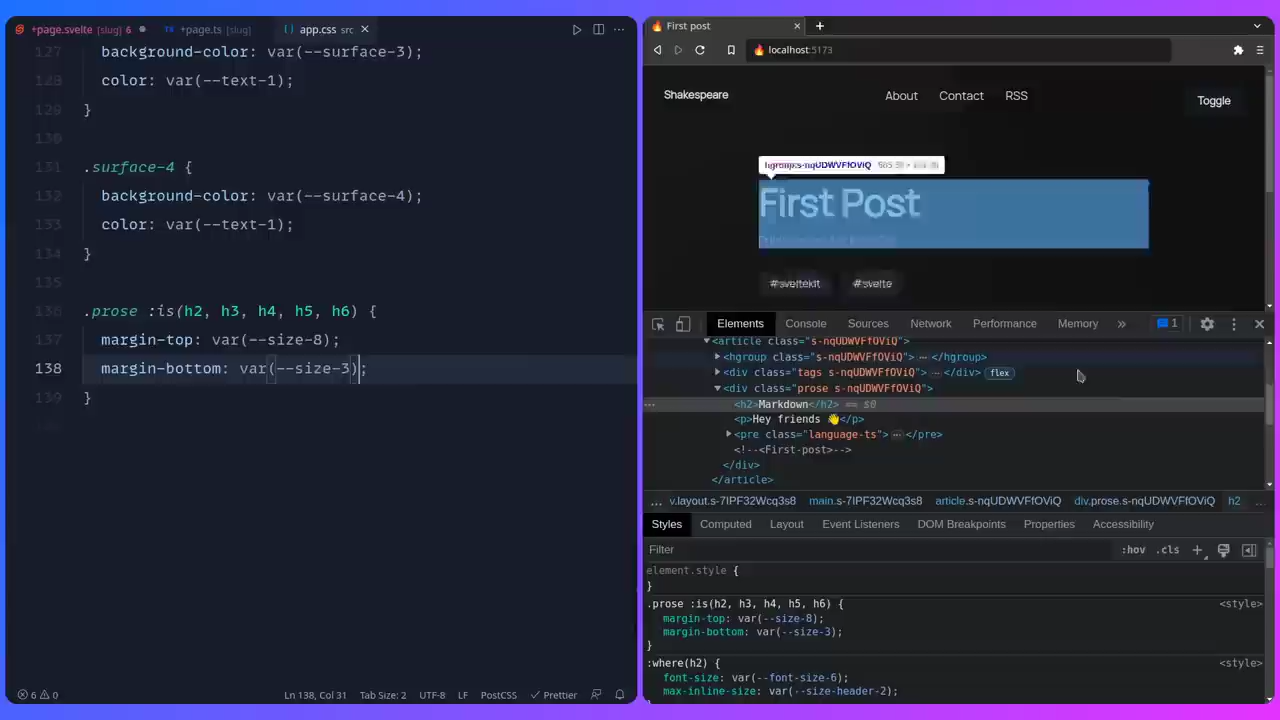 +page.svelte [slug] 6
+page.ts [slug]
app.css src
127 background-color: var(--surface-3);
128 color: var(--text-1);
129 }
130
131 .surface-4 {
132 background-color: var(--surface-4);
133 color: var(--text-1);
134 }
135
136 .prose :is(h2, h3, h4, h5, h6) {
137 margin-top: var(--size-8);
138 margin-bottom: var(--size-3);
139 }
6 0
Ln 138, Col 31 Tab Size: 2 UTF-8 LF PostCSS Prettier
First post
localhost:5173
Shakespeare About Contact RSS Toggle
hgroup.s-nqUDWVFfOViQ
First Post
#sveltekit #svelte
Elements Console Sources Network Performance Memory » 1
<article class="s-nqUDWVFfOViQ">
<hgroup class="s-nqUDWVFfOViQ"> ⋯ </hgroup>
<div class="tags s-nqUDWVFfOViQ"> ⋯ </div> flex
<div class="prose s-nqUDWVFfOViQ">
⋯ <h2>Markdown</h2> == $0
<p>Hey friends 👋</p>
<pre class="language-ts"> ⋯ </pre>
<!--<First-post>-->
</div>
</article>
… v.layout.s-7IPF32Wcq3s8 main.s-7IPF32Wcq3s8 article.s-nqUDWVFfOViQ div.prose.s-nqUDWVFfOViQ h2 …
Styles Computed Layout Event Listeners DOM Breakpoints Properties Accessibility
Filter :hov .cls +
element.style {
}
.prose :is(h2, h3, h4, h5, h6) { <style>
margin-top: var(--size-8);
margin-bottom: var(--size-3);
}
:where(h2) { <style>
font-size: var(--font-size-6);
max-inline-size: var(--size-header-2);